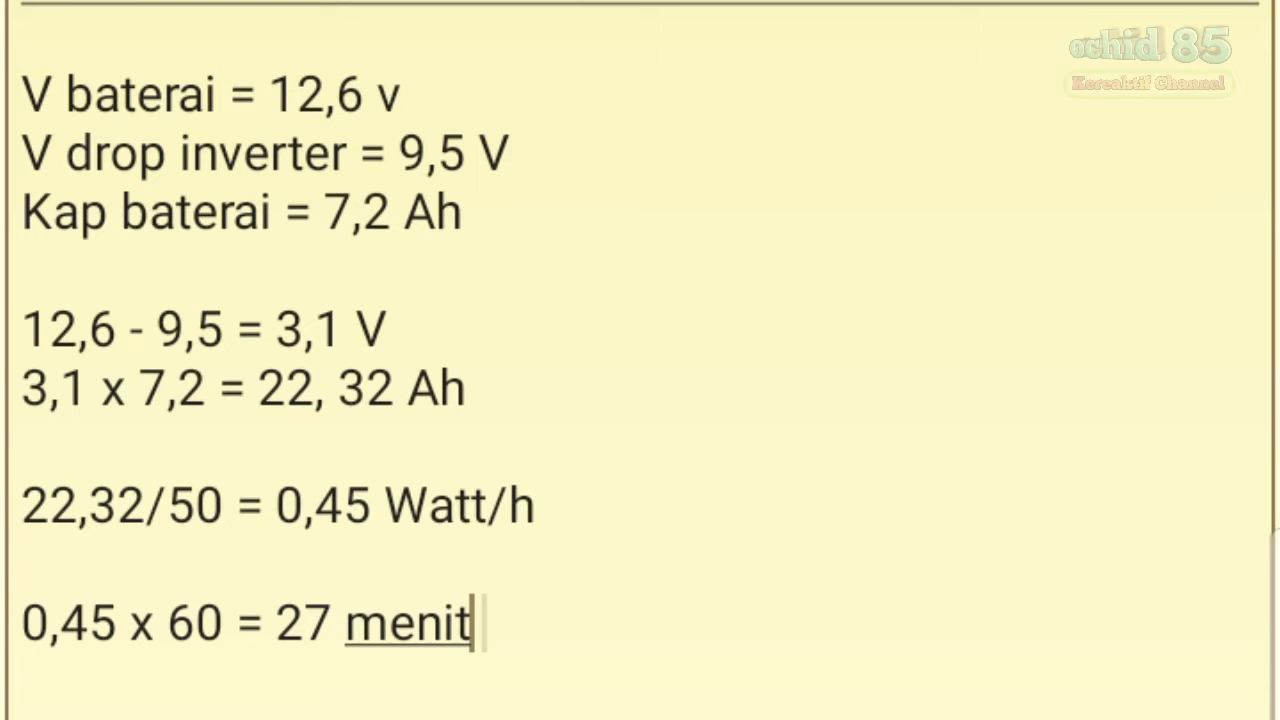 ochid 85
Kereaktif Channel
V baterai = 12,6 v
V drop inverter = 9,5 V
Kap baterai = 7,2 Ah
12,6 - 9,5 = 3,1 V
3,1 x 7,2 = 22, 32 Ah
22,32/50 = 0,45 Watt/h
0,45 x 60 = 27 menit